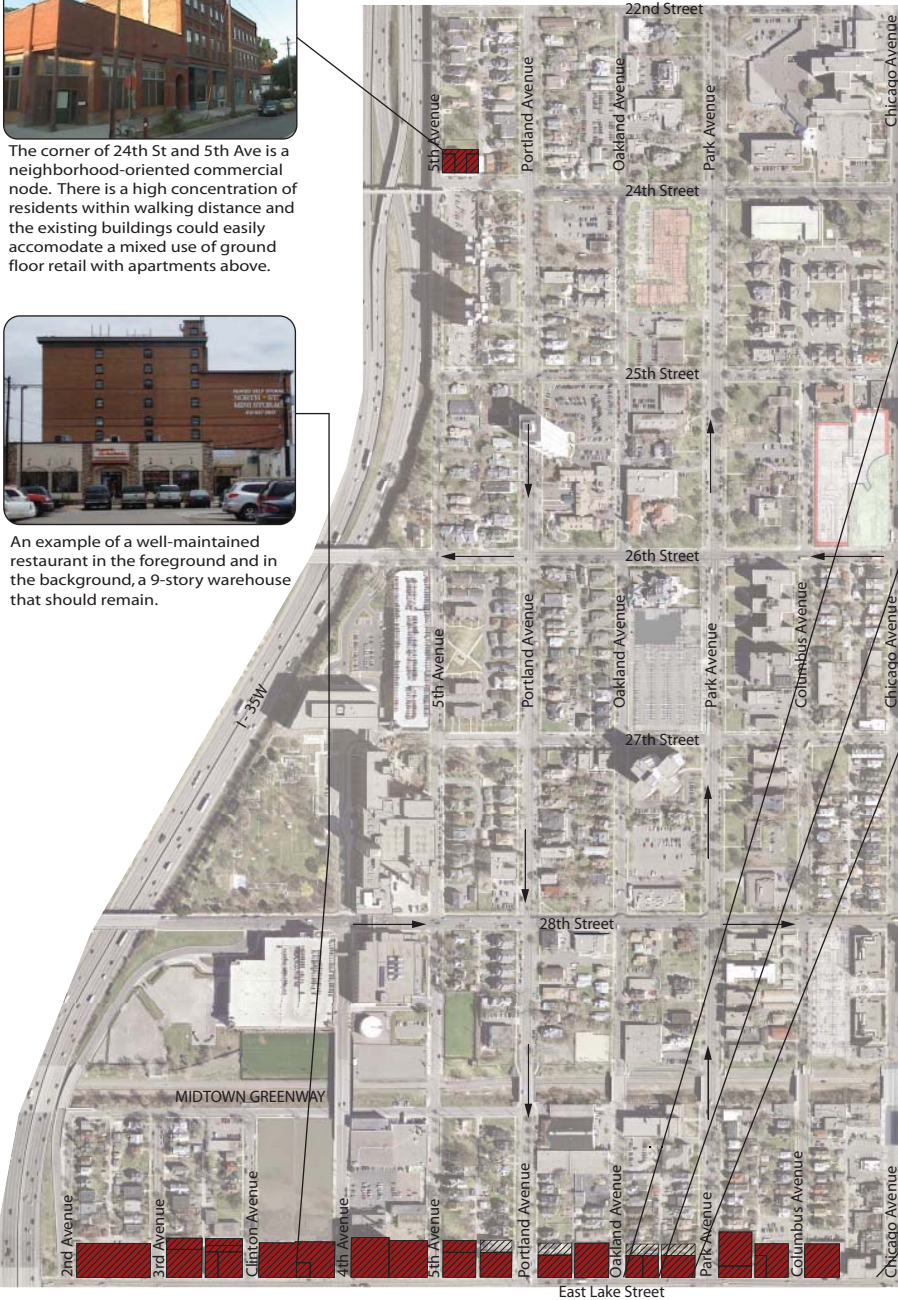 The corner of 24th St and 5th Ave is a
neighborhood-oriented commercial
node. There is a high concentration of
residents within walking distance and
the existing buildings could easily
accomodate a mixed use of ground
floor retail with apartments above.
NORTH STAR
MINI STORAGE
An example of a well-maintained
restaurant in the foreground and in
the background, a 9-story warehouse
that should remain.
22nd Street
5th Avenue
Portland Avenue
Oakland Avenue
Park Avenue
Chicago Avenue
24th Street
25th Street
26th Street
5th Avenue
Portland Avenue
Oakland Avenue
Park Avenue
Columbus Avenue
Chicago Avenue
I - 35W
27th Street
28th Street
MIDTOWN GREENWAY
2nd Avenue
3rd Avenue
Clinton Avenue
4th Avenue
5th Avenue
Portland Avenue
Oakland Avenue
Park Avenue
Columbus Avenue
Chicago Avenue
East Lake Street